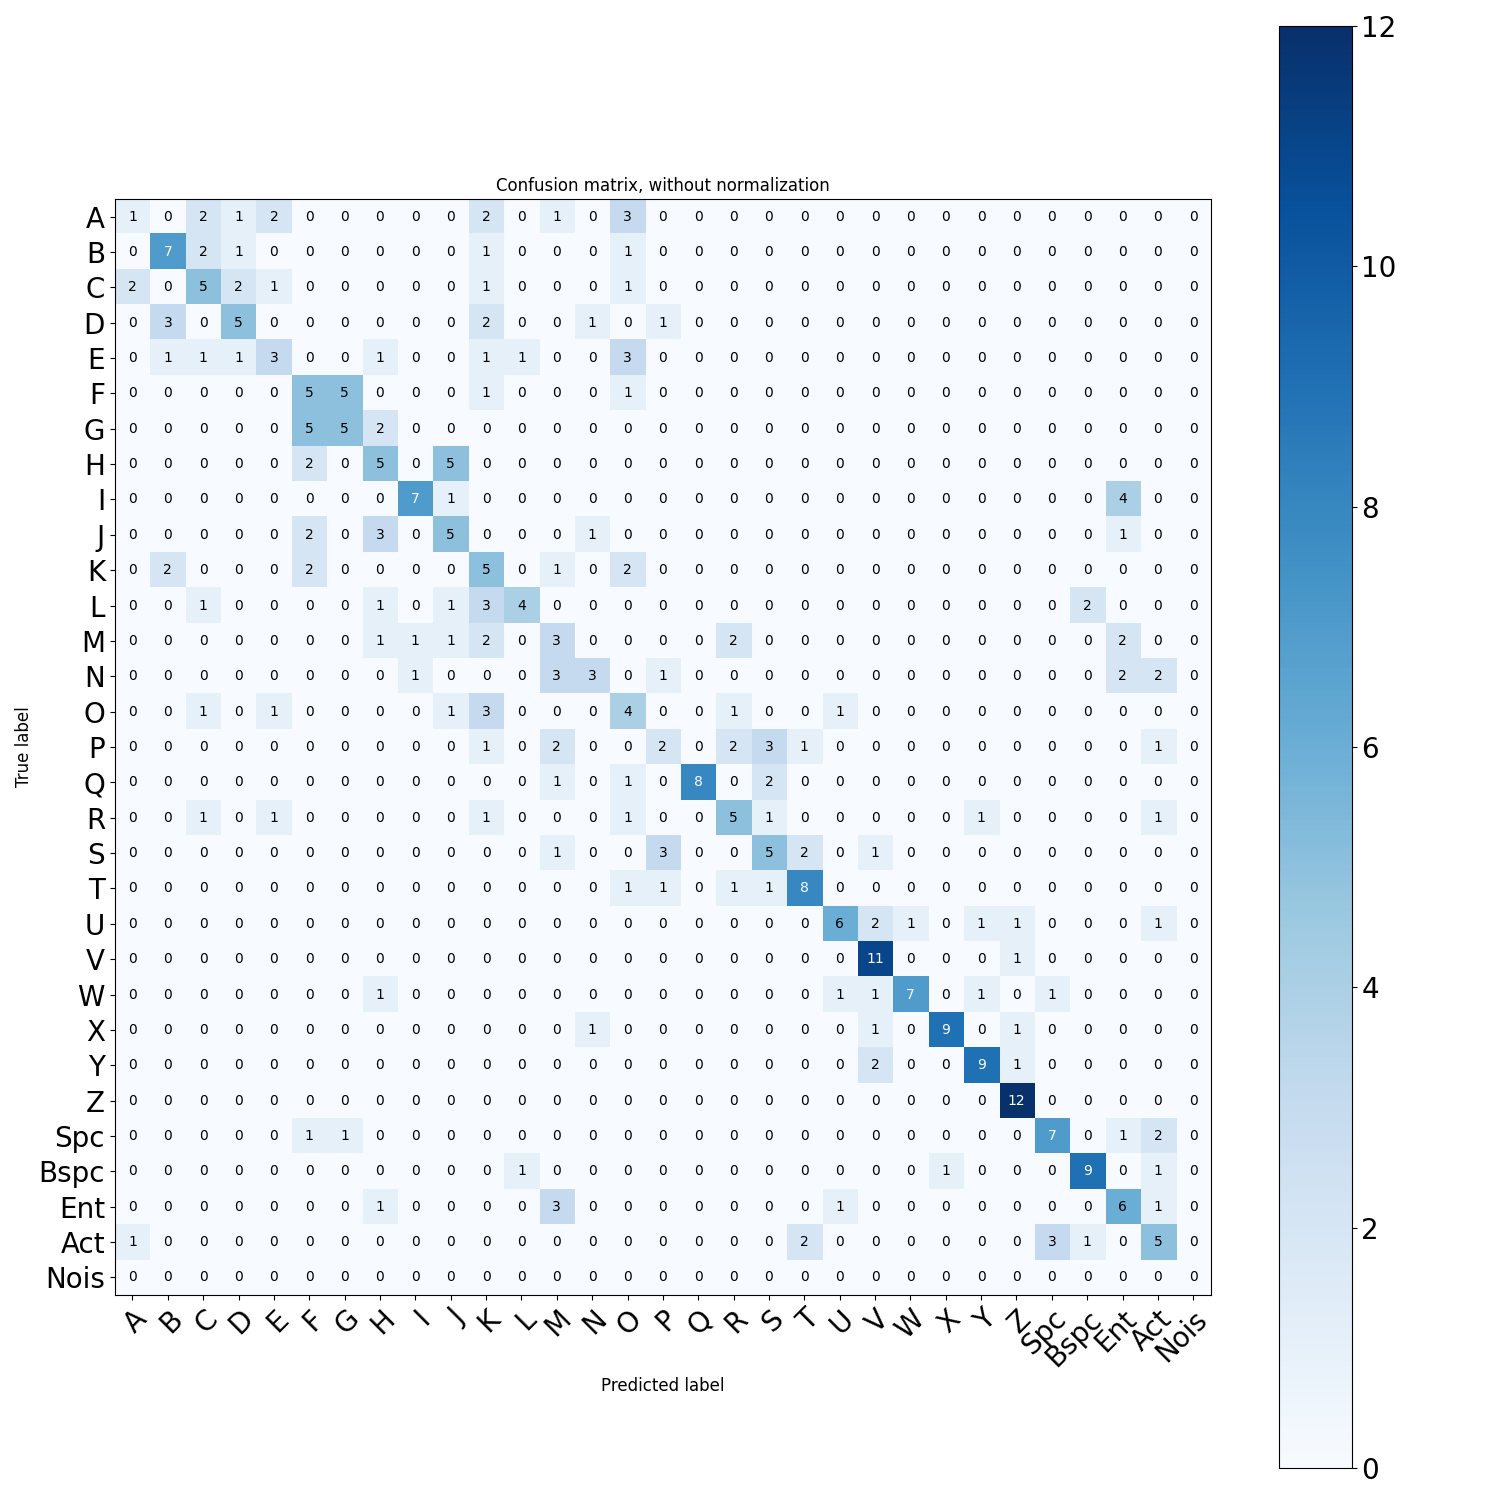 Confusion matrix, without normalization
A 1 0 2 1 2 0 0 0 0 0 2 0 1 0 3 0 0 0 0 0 0 0 0 0 0 0 0 0 0 0 0
B 0 7 2 1 0 0 0 0 0 0 1 0 0 0 1 0 0 0 0 0 0 0 0 0 0 0 0 0 0 0 0
C 2 0 5 2 1 0 0 0 0 0 1 0 0 0 1 0 0 0 0 0 0 0 0 0 0 0 0 0 0 0 0
D 0 3 0 5 0 0 0 0 0 0 2 0 0 1 0 1 0 0 0 0 0 0 0 0 0 0 0 0 0 0 0
E 0 1 1 1 3 0 0 1 0 0 1 1 0 0 3 0 0 0 0 0 0 0 0 0 0 0 0 0 0 0 0
F 0 0 0 0 0 5 5 0 0 0 1 0 0 0 1 0 0 0 0 0 0 0 0 0 0 0 0 0 0 0 0
G 0 0 0 0 0 5 5 2 0 0 0 0 0 0 0 0 0 0 0 0 0 0 0 0 0 0 0 0 0 0 0
H 0 0 0 0 0 2 0 5 0 5 0 0 0 0 0 0 0 0 0 0 0 0 0 0 0 0 0 0 0 0 0
I 0 0 0 0 0 0 0 0 7 1 0 0 0 0 0 0 0 0 0 0 0 0 0 0 0 0 0 0 4 0 0
J 0 0 0 0 0 2 0 3 0 5 0 0 0 1 0 0 0 0 0 0 0 0 0 0 0 0 0 0 1 0 0
K 0 2 0 0 0 2 0 0 0 0 5 0 1 0 2 0 0 0 0 0 0 0 0 0 0 0 0 0 0 0 0
L 0 0 1 0 0 0 0 1 0 1 3 4 0 0 0 0 0 0 0 0 0 0 0 0 0 0 0 2 0 0 0
M 0 0 0 0 0 0 0 1 1 1 2 0 3 0 0 0 0 2 0 0 0 0 0 0 0 0 0 0 2 0 0
N 0 0 0 0 0 0 0 0 1 0 0 0 3 3 0 1 0 0 0 0 0 0 0 0 0 0 0 0 2 2 0
O 0 0 1 0 1 0 0 0 0 1 3 0 0 0 4 0 0 1 0 0 1 0 0 0 0 0 0 0 0 0 0
P 0 0 0 0 0 0 0 0 0 0 1 0 2 0 0 2 0 2 3 1 0 0 0 0 0 0 0 0 0 1 0
Q 0 0 0 0 0 0 0 0 0 0 0 0 1 0 1 0 8 0 2 0 0 0 0 0 0 0 0 0 0 0 0
R 0 0 1 0 1 0 0 0 0 0 1 0 0 0 1 0 0 5 1 0 0 0 0 0 1 0 0 0 0 1 0
S 0 0 0 0 0 0 0 0 0 0 0 0 1 0 0 3 0 0 5 2 0 1 0 0 0 0 0 0 0 0 0
T 0 0 0 0 0 0 0 0 0 0 0 0 0 0 1 1 0 1 1 8 0 0 0 0 0 0 0 0 0 0 0
U 0 0 0 0 0 0 0 0 0 0 0 0 0 0 0 0 0 0 0 0 6 2 1 0 1 1 0 0 0 1 0
V 0 0 0 0 0 0 0 0 0 0 0 0 0 0 0 0 0 0 0 0 0 11 0 0 0 1 0 0 0 0 0
W 0 0 0 0 0 0 0 1 0 0 0 0 0 0 0 0 0 0 0 0 1 1 7 0 1 0 1 0 0 0 0
X 0 0 0 0 0 0 0 0 0 0 0 0 0 1 0 0 0 0 0 0 0 1 0 9 0 1 0 0 0 0 0
Y 0 0 0 0 0 0 0 0 0 0 0 0 0 0 0 0 0 0 0 0 0 2 0 0 9 1 0 0 0 0 0
Z 0 0 0 0 0 0 0 0 0 0 0 0 0 0 0 0 0 0 0 0 0 0 0 0 0 12 0 0 0 0 0
Spc 0 0 0 0 0 1 1 0 0 0 0 0 0 0 0 0 0 0 0 0 0 0 0 0 0 0 7 0 1 2 0
Bspc 0 0 0 0 0 0 0 0 0 0 0 1 0 0 0 0 0 0 0 0 0 0 0 1 0 0 0 9 0 1 0
Ent 0 0 0 0 0 0 0 1 0 0 0 0 3 0 0 0 0 0 0 0 1 0 0 0 0 0 0 0 6 1 0
Act 1 0 0 0 0 0 0 0 0 0 0 0 0 0 0 0 0 0 0 2 0 0 0 0 0 0 3 1 0 5 0
Nois 0 0 0 0 0 0 0 0 0 0 0 0 0 0 0 0 0 0 0 0 0 0 0 0 0 0 0 0 0 0 0
A B C D E F G H I J K L M N O P Q R S T U V W X Y Z Spc Bspc Ent Act Nois
Predicted label
True label
12
10
8
6
4
2
0